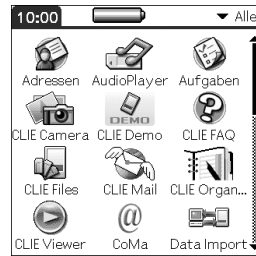 10:00 Alle
Adressen AudioPlayer Aufgaben
DEMO
CLIE Camera CLIE Demo CLIE FAQ
CLIE Files CLIE Mail CLIE Organ...
CLIE Viewer CoMa Data Import